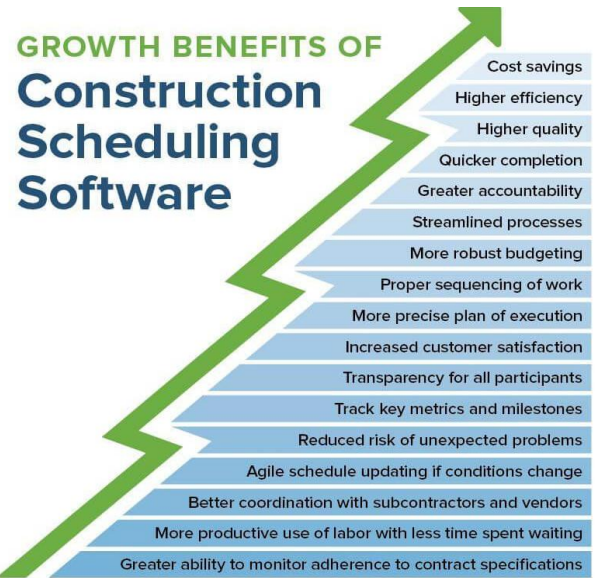 GROWTH BENEFITS OF
Construction
Scheduling
Software
Cost savings
Higher efficiency
Higher quality
Quicker completion
Greater accountability
Streamlined processes
More robust budgeting
Proper sequencing of work
More precise plan of execution
Increased customer satisfaction
Transparency for all participants
Track key metrics and milestones
Reduced risk of unexpected problems
Agile schedule updating if conditions change
Better coordination with subcontractors and vendors
More productive use of labor with less time spent waiting
Greater ability to monitor adherence to contract specifications